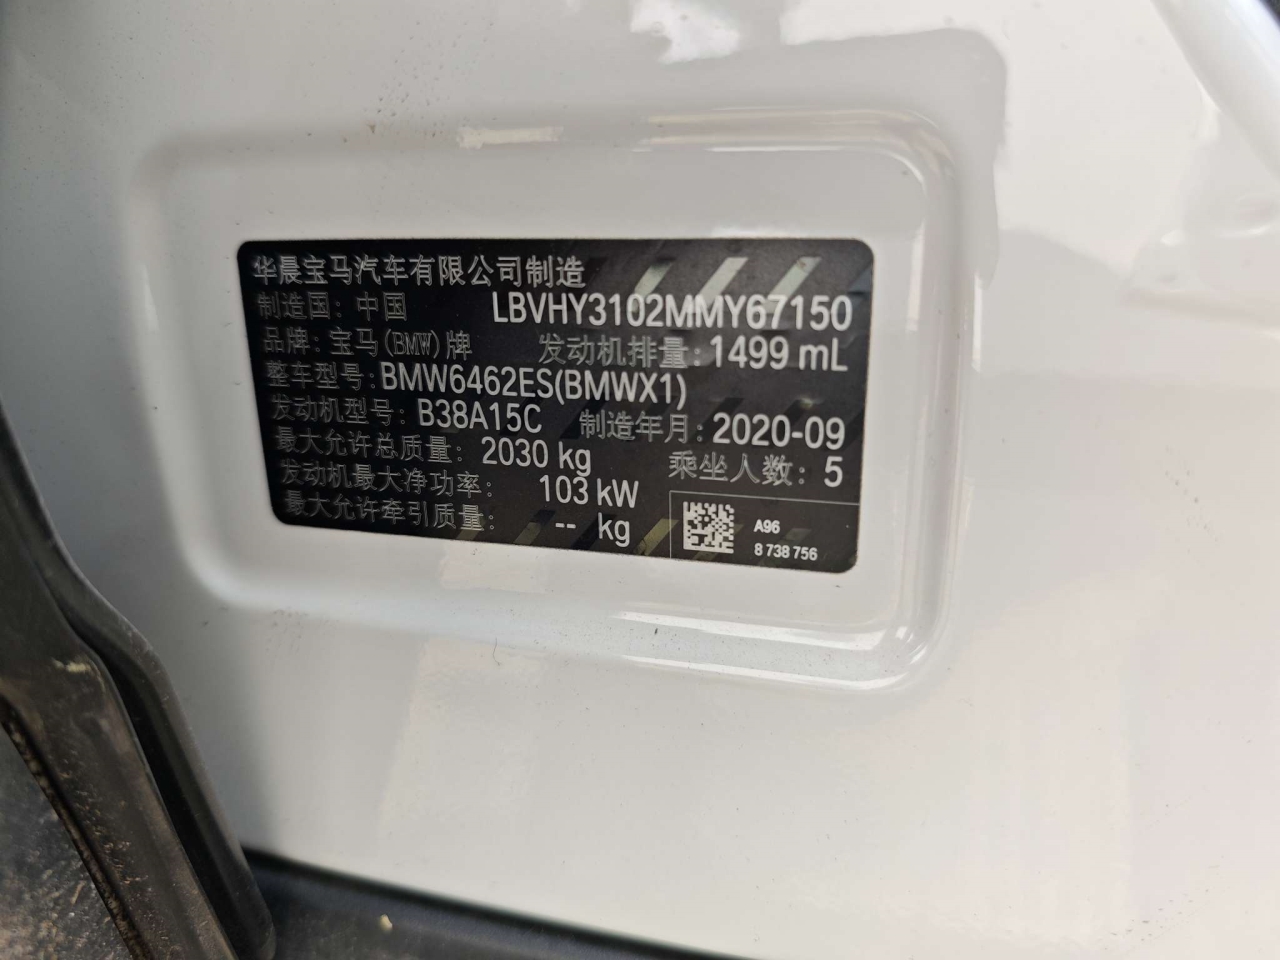 华晨宝马汽车有限公司制造
制造国：中国 LBVHY3102MMY67150
品牌：宝马(BMW)牌 发动机排量：1499 mL
整车型号：BMW6462ES(BMWX1)
发动机型号：B38A15C 制造年月：2020-09
最大允许总质量：2030 kg 乘坐人数：5
发动机最大净功率：103 kW
最大允许牵引质量：-- kg
A96
8 738 756